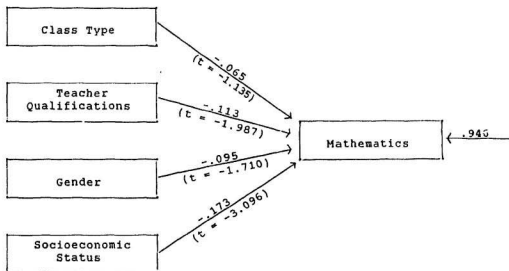 Class Type
-.065
(t = -1.135)
Teacher
Qualifications
-.113
(t = -1.987)
Mathematics
.946
Gender
-.095
(t = -1.710)
Socioeconomic
Status
-.173
(t = -3.096)